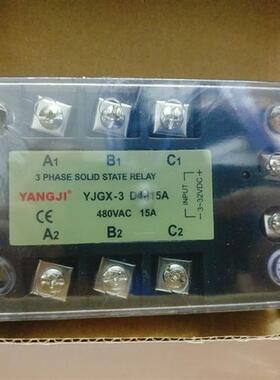 A1 B1 C1
3 PHASE SOLID STATE RELAY
YANGJI YJGX-3
CE 480VAC 15A
INPUT
− 3~32VDC +
A2 B2 C2